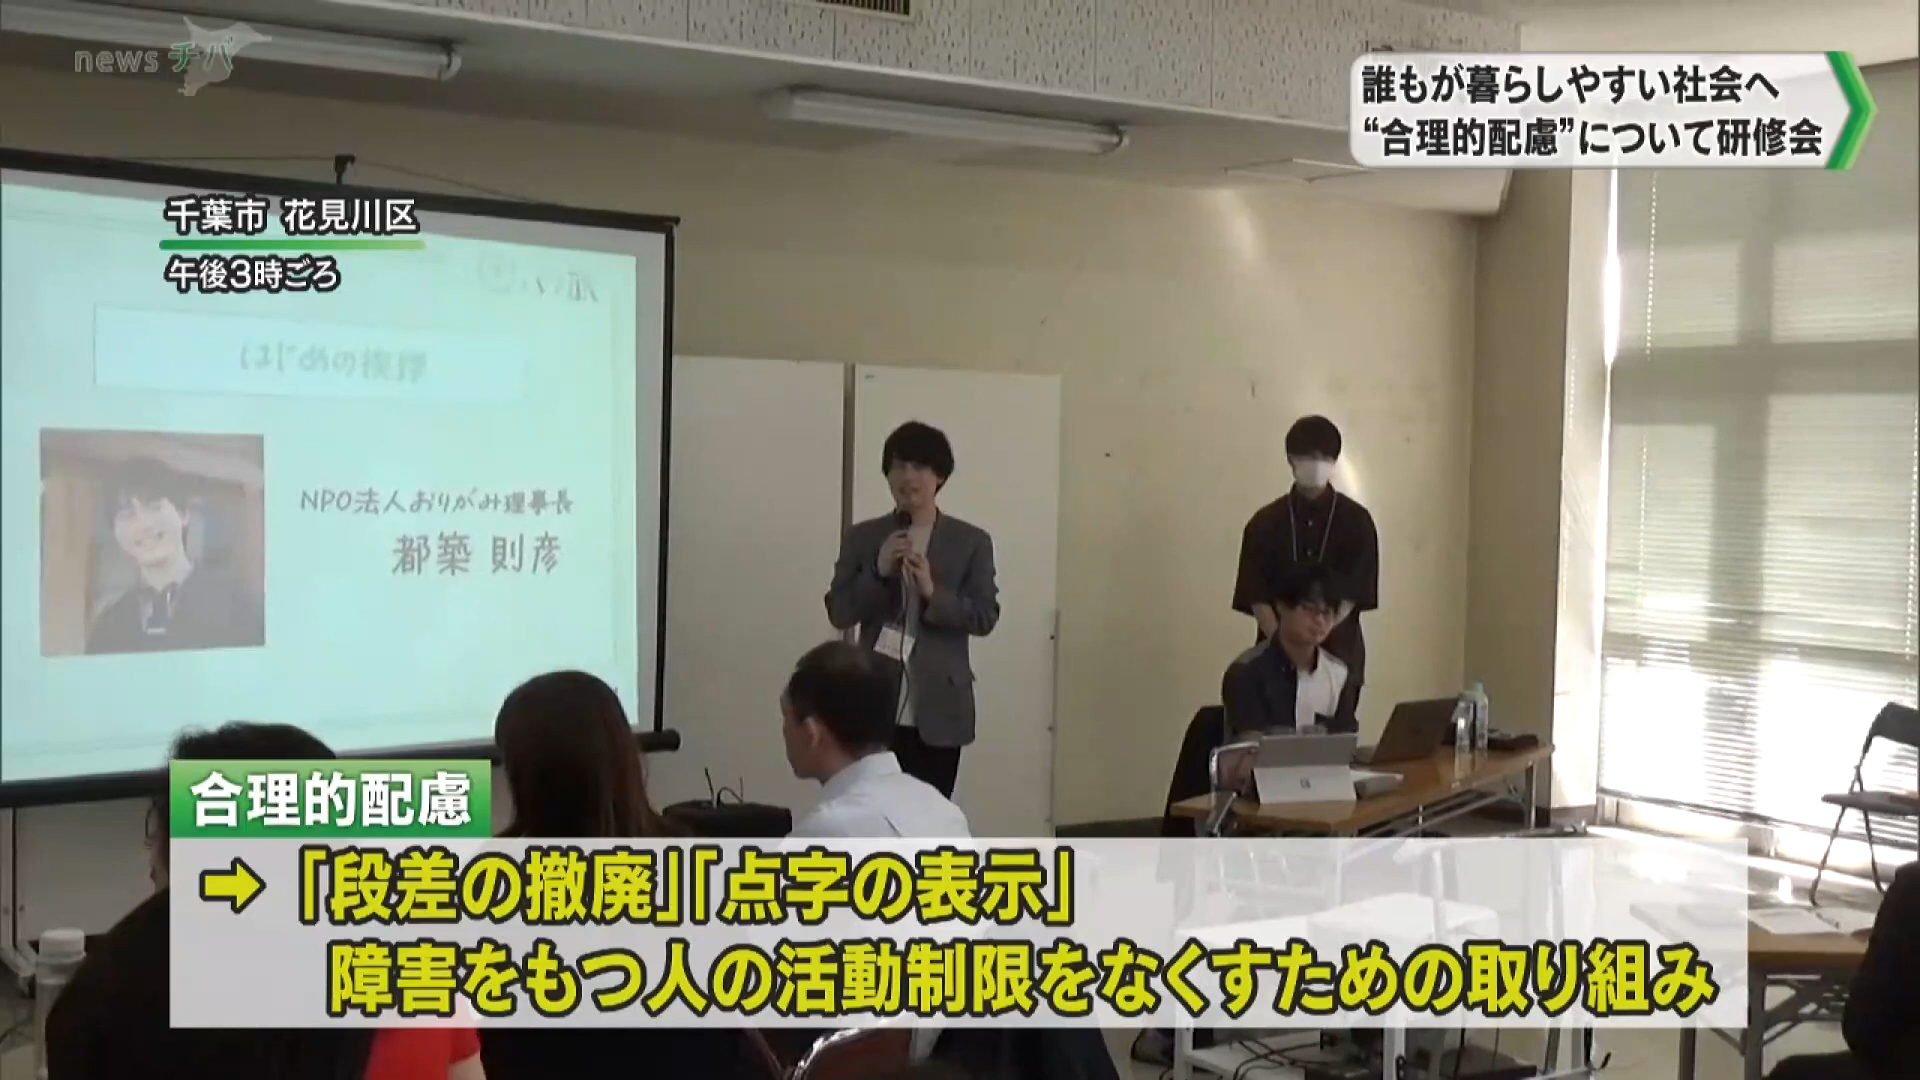 news チバ
誰もが暮らしやすい社会へ
“合理的配慮”について研修会
千葉市 花見川区
午後3時ごろ
はじめの挨拶
NPO法人おりがみ理事長
都築 則彦
合理的配慮
➡「段差の撤廃」「点字の表示」
障害をもつ人の活動制限をなくすための取り組み